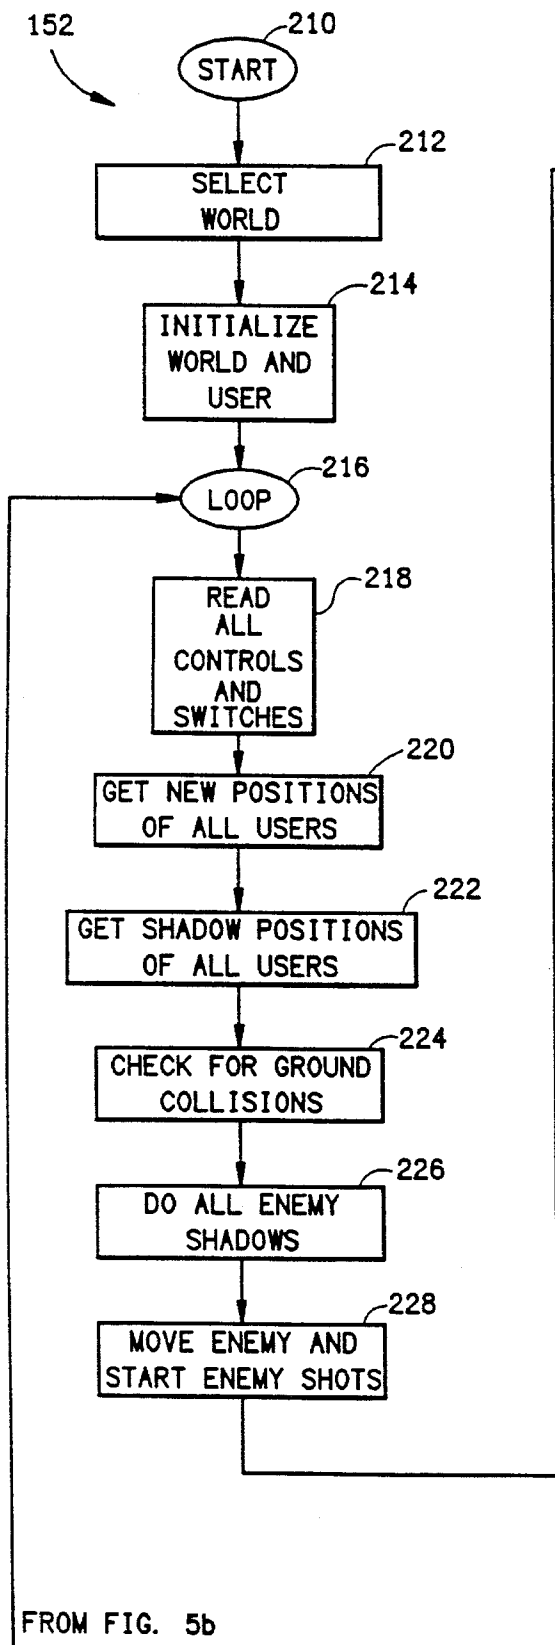 152
210
START
212
SELECT
WORLD
214
INITIALIZE
WORLD AND
USER
216
LOOP
218
READ
ALL
CONTROLS
AND
SWITCHES
220
GET NEW POSITIONS
OF ALL USERS
222
GET SHADOW POSITIONS
OF ALL USERS
224
CHECK FOR GROUND
COLLISIONS
226
DO ALL ENEMY
SHADOWS
228
MOVE ENEMY AND
START ENEMY SHOTS
FROM FIG. 5b